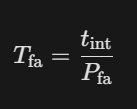 T_fa = t_int / P_fa